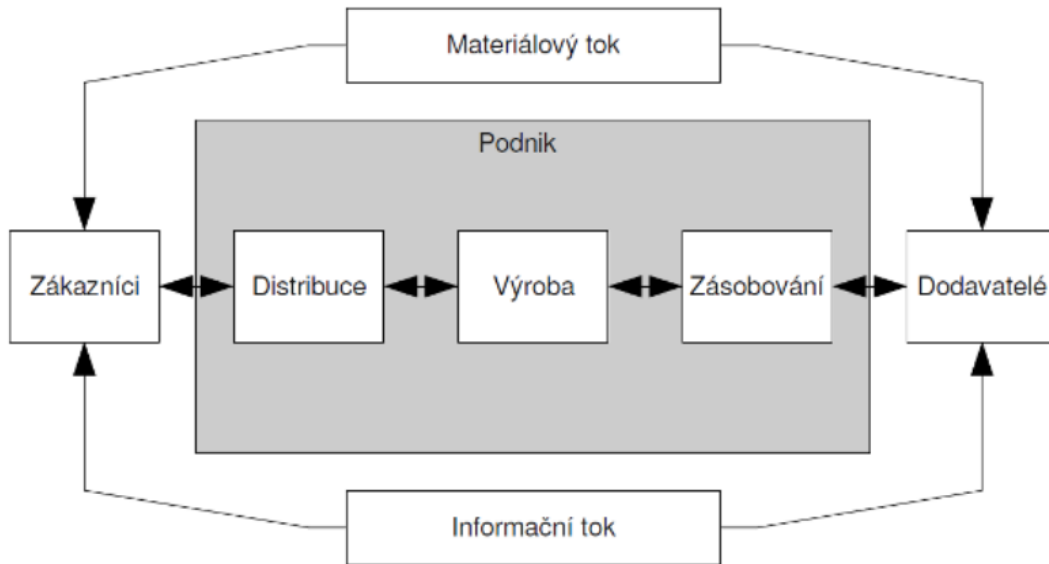 Materiálový tok
Podnik
Zákazníci
Distribuce
Výroba
Zásobování
Dodavatelé
Informační tok